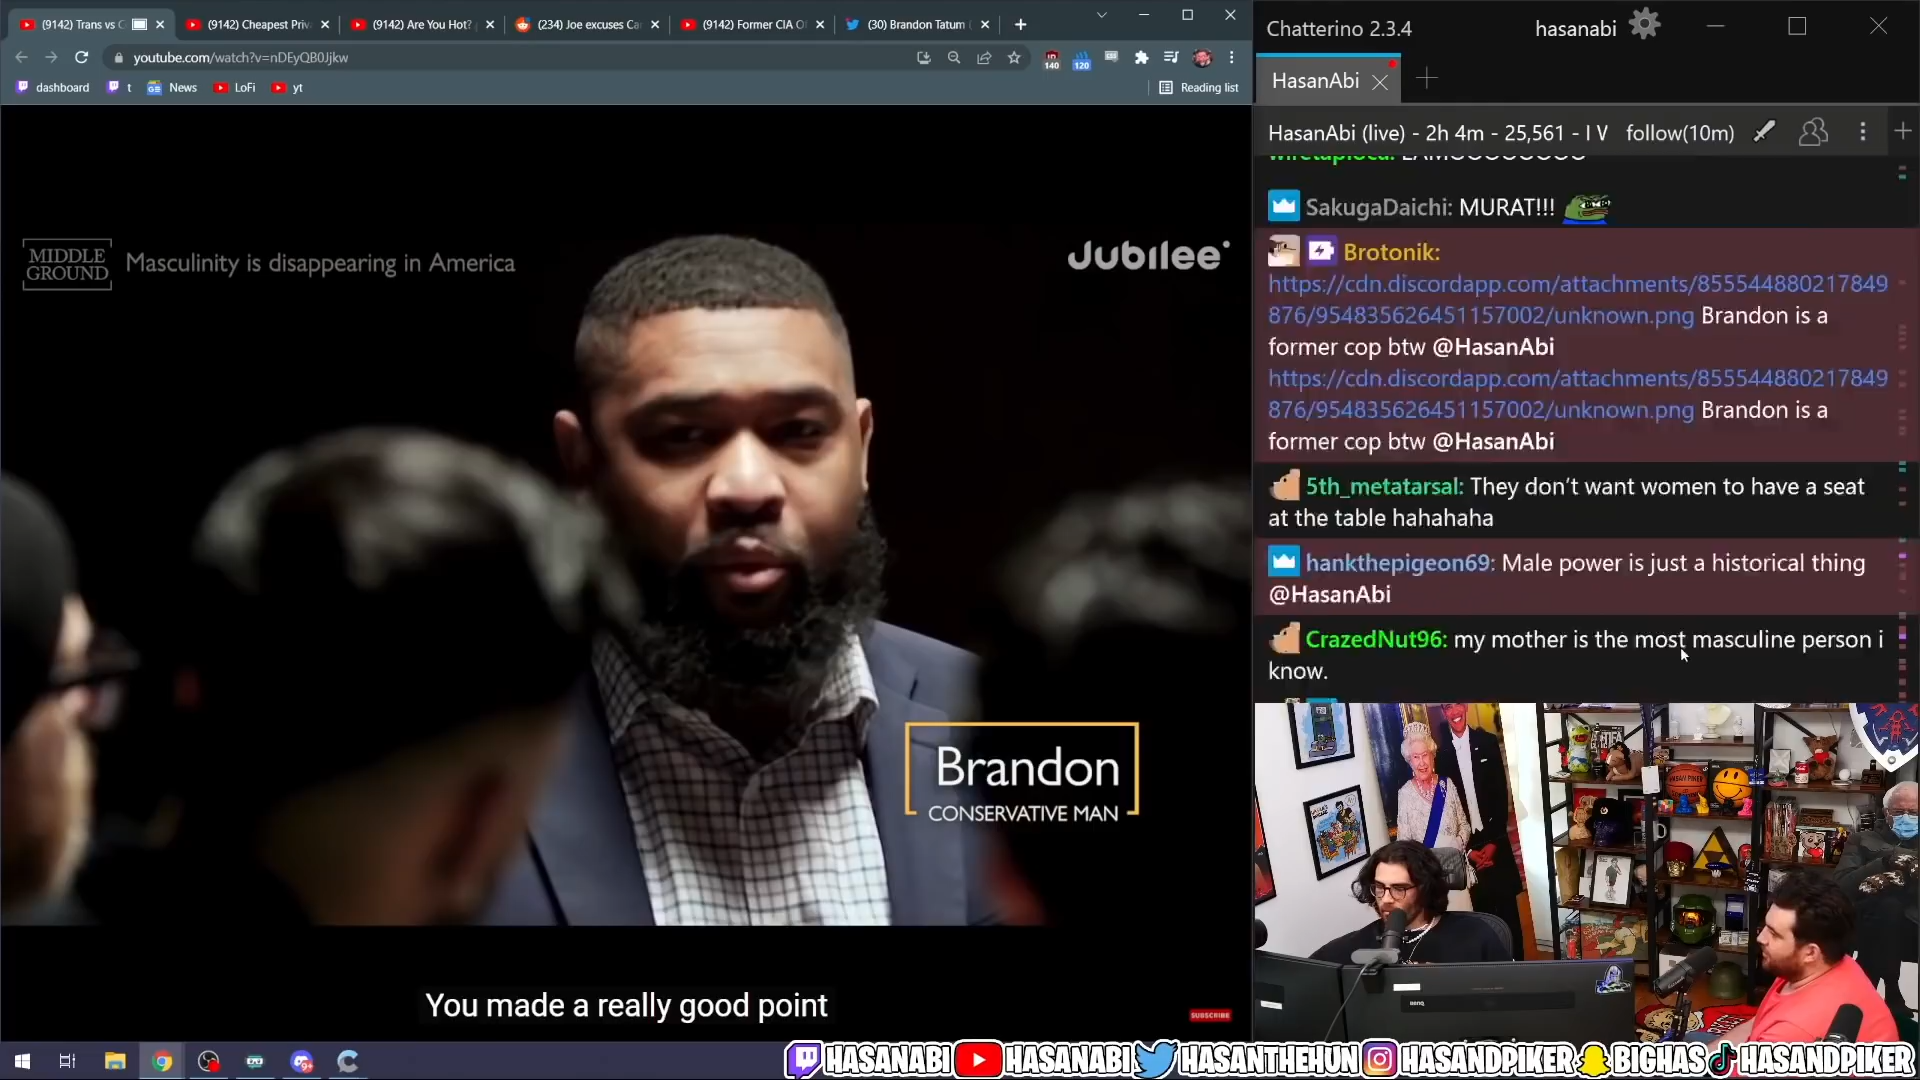 (9142) Trans vs C
(9142) Cheapest Priv
(9142) Are You Hot?
(234) Joe excuses Ca
(9142) Former CIA O
(30) Brandon Tatum
youtube.com/watch?v=nDEyQB0Jjkw
140
120
dashboard
t
News
LoFi
yt
Reading list
MIDDLE
GROUND
Masculinity is disappearing in America
Jubilee
Brandon
CONSERVATIVE MAN
You made a really good point
SUBSCRIBE
Chatterino 2.3.4
hasanabi
HasanAbi
HasanAbi (live) - 2h 4m - 25,561 - I V
follow(10m)
SakugaDaichi: MURAT!!!
Brotonik:
https://cdn.discordapp.com/attachments/855544880217849
876/954835626451157002/unknown.png Brandon is a
former cop btw @HasanAbi
https://cdn.discordapp.com/attachments/855544880217849
876/954835626451157002/unknown.png Brandon is a
former cop btw @HasanAbi
5th_metatarsal: They don't want women to have a seat
at the table hahahaha
hankthepigeon69: Male power is just a historical thing
@HasanAbi
CrazedNut96: my mother is the most masculine person i
know.
HASANABI
HASANABI
HASANTHEHUN
HASANDPIKER
BIGHAS
HASANDPIKER